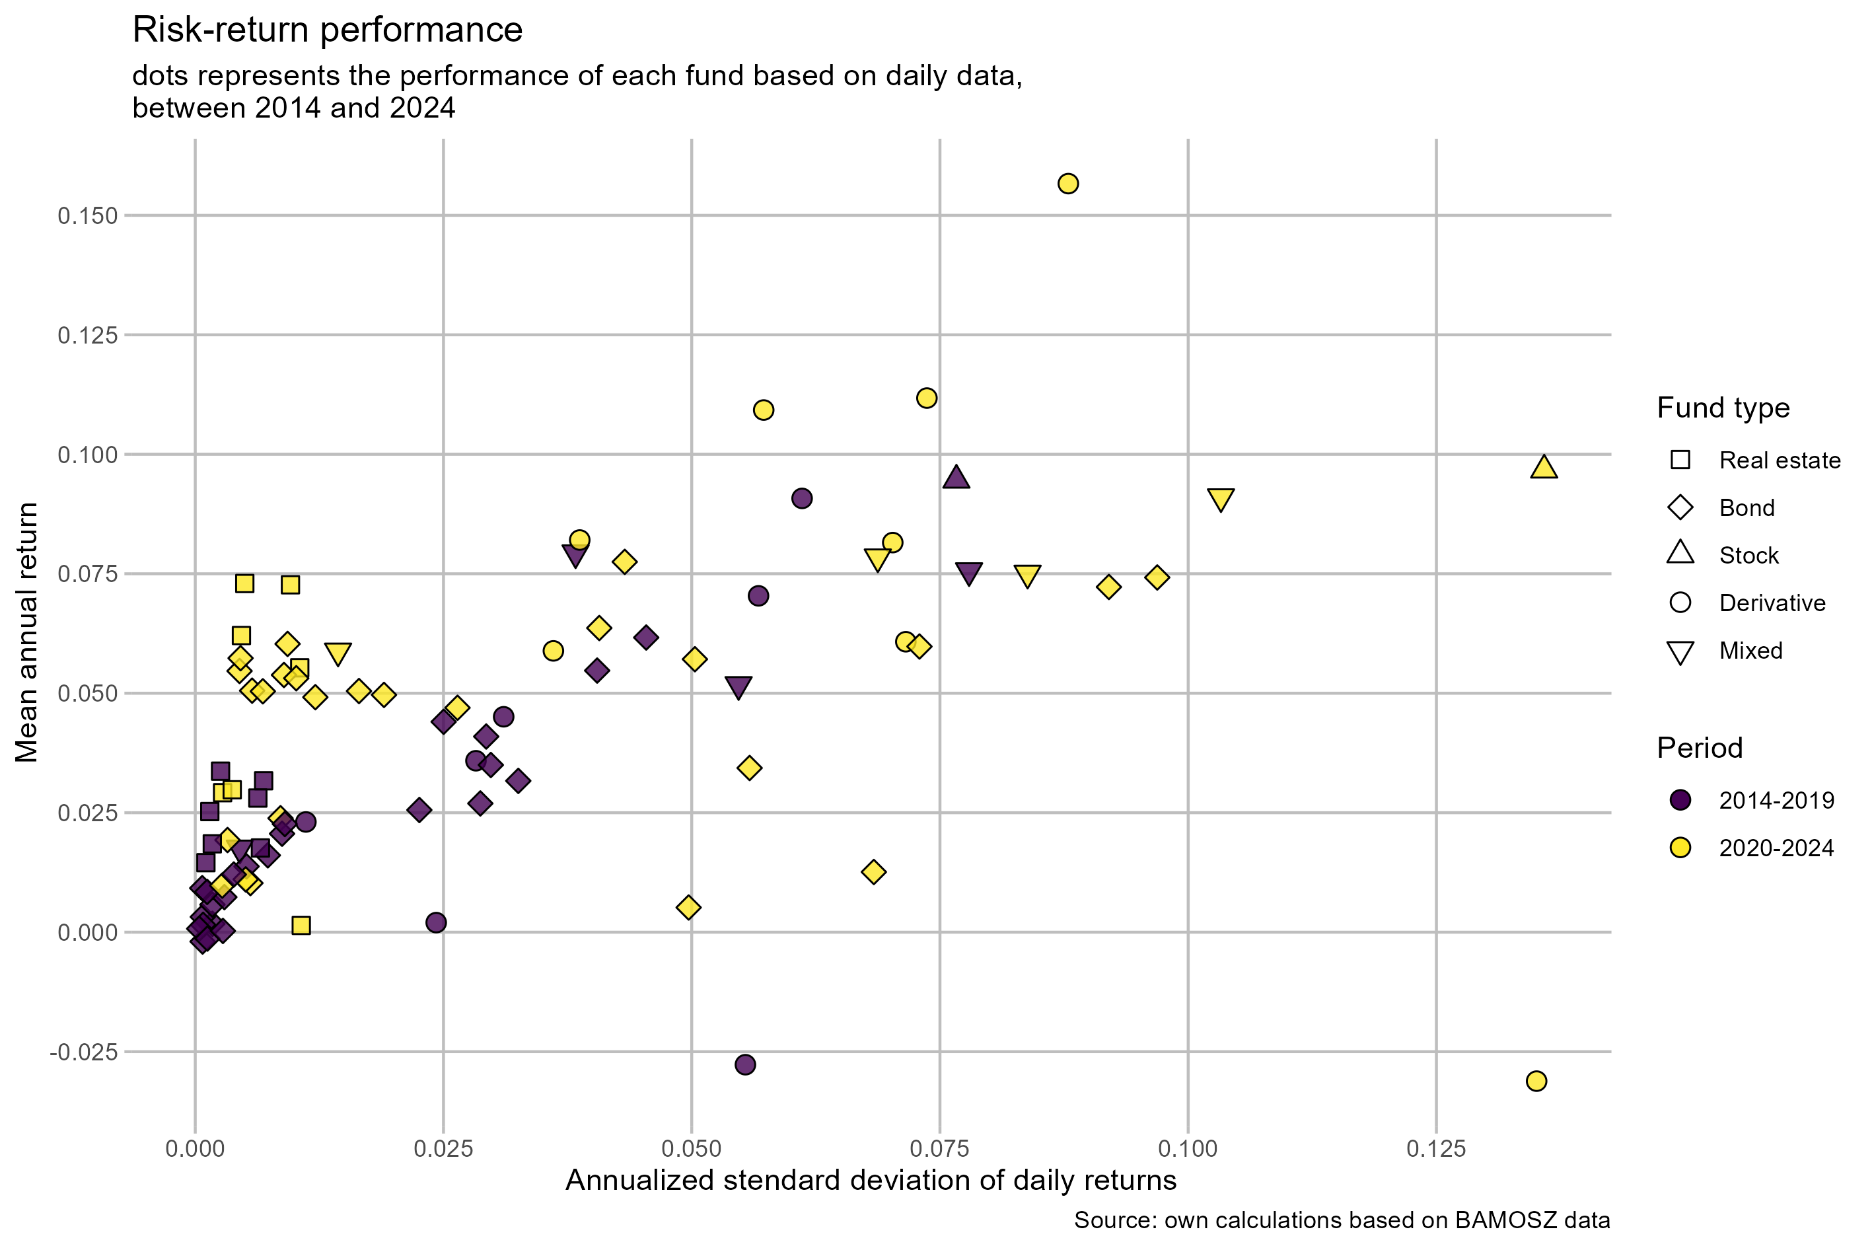 Risk-return performance
dots represents the performance of each fund based on daily data,
between 2014 and 2024
0.150
0.125
0.100
0.075
0.050
0.025
0.000
-0.025
Mean annual return
0.000
0.025
0.050
0.075
0.100
0.125
Annualized stendard deviation of daily returns
Source: own calculations based on BAMOSZ data
Fund type
Real estate
Bond
Stock
Derivative
Mixed
Period
2014-2019
2020-2024